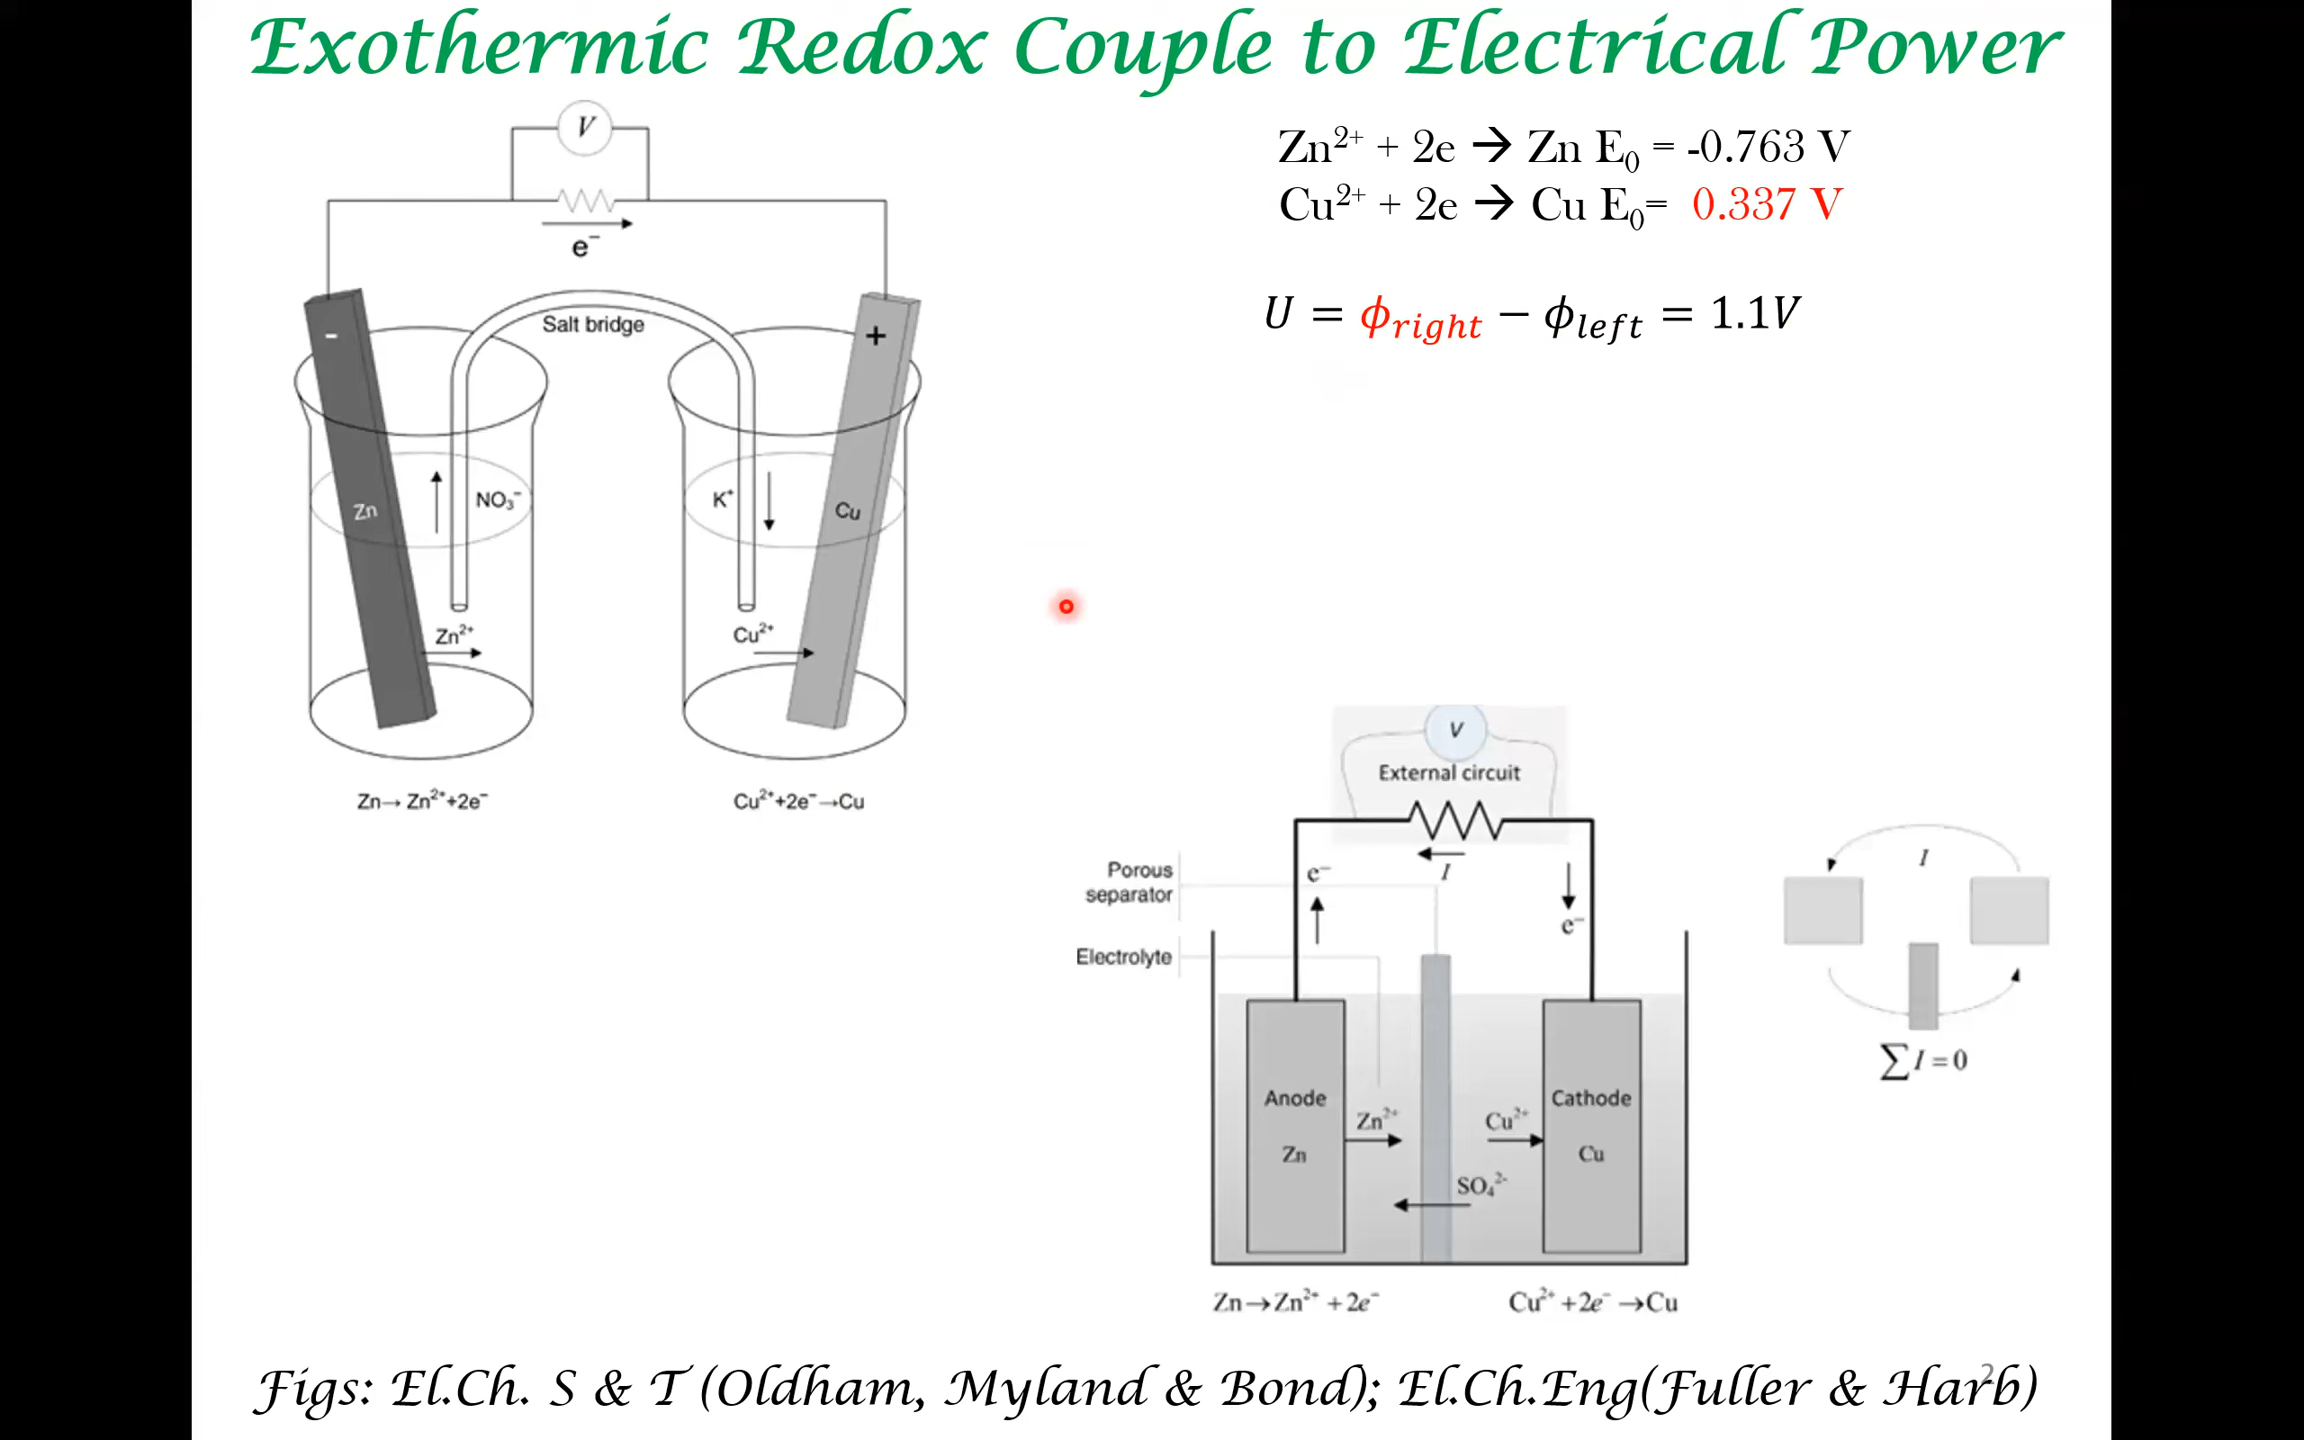 Exothermic Redox Couple to Electrical Power
V
e⁻
Salt bridge
-
+
Zn
NO₃⁻
K⁺
Cu
Zn²⁺
Cu²⁺
Zn→ Zn²⁺+2e⁻
Cu²⁺+2e⁻→Cu
Zn²⁺ + 2e → Zn E₀ = -0.763 V
Cu²⁺ + 2e → Cu E₀= 0.337 V
U = ϕ_right − ϕ_left = 1.1V
V
External circuit
I
e⁻
e⁻
Porous
separator
Electrolyte
Anode
Zn
Zn²⁺
Cu²⁺
SO₄²⁻
Cathode
Cu
Zn→Zn²⁺ +2e⁻
Cu²⁺ +2e⁻ →Cu
I
∑I = 0
Figs: El.Ch. S & T (Oldham, Myland & Bond); El.Ch.Eng(Fuller & Harb)
2